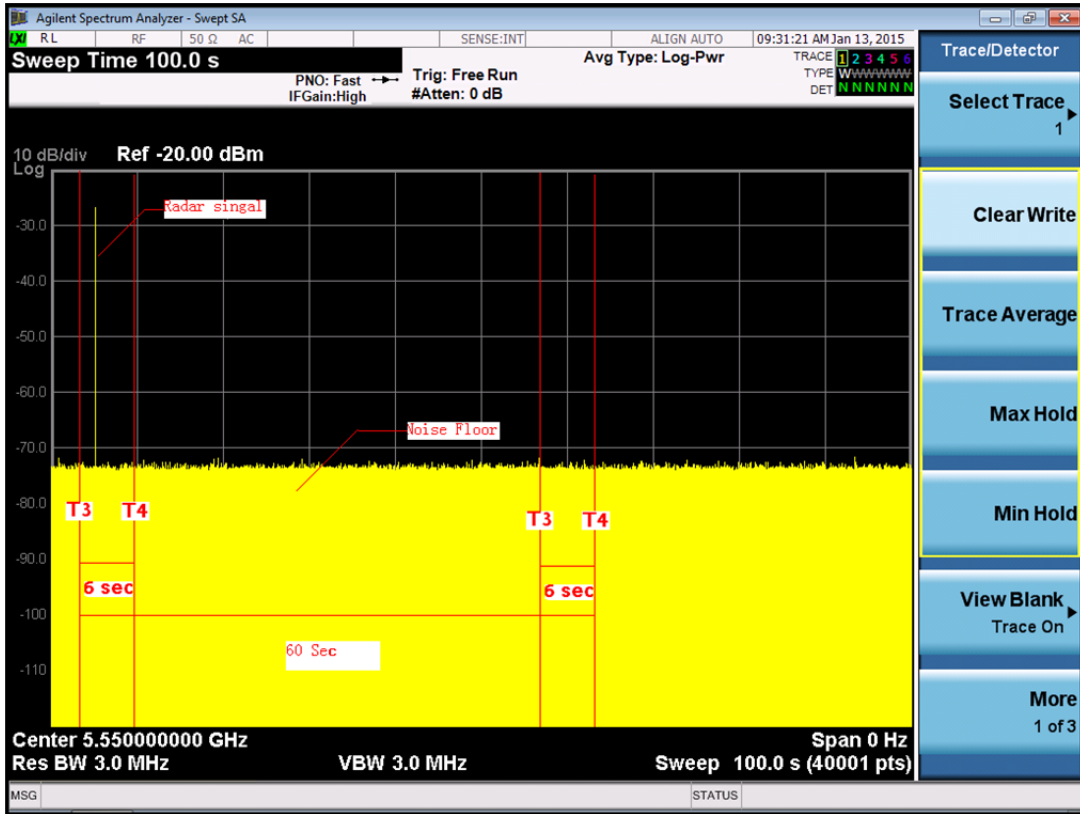 Agilent Spectrum Analyzer - Swept SA
LXI RL RF 50 Ω AC SENSE:INT ALIGN AUTO 09:31:21 AM Jan 13, 2015
Sweep Time 100.0 s
PNO: Fast
IFGain:High
Trig: Free Run
#Atten: 0 dB
Avg Type: Log-Pwr
TRACE 1 2 3 4 5 6
TYPE WWWWWW
DET N N N N N N
10 dB/div Ref -20.00 dBm
Log
Radar singal
-30.0
-40.0
-50.0
-60.0
-70.0
Noise Floor
-80.0
T3 T4 T3 T4
-90.0
6 sec 6 sec
-100
60 Sec
-110
Center 5.550000000 GHz Span 0 Hz
Res BW 3.0 MHz VBW 3.0 MHz Sweep 100.0 s (40001 pts)
MSG STATUS
Trace/Detector
Select Trace
1
Clear Write
Trace Average
Max Hold
Min Hold
View Blank
Trace On
More
1 of 3